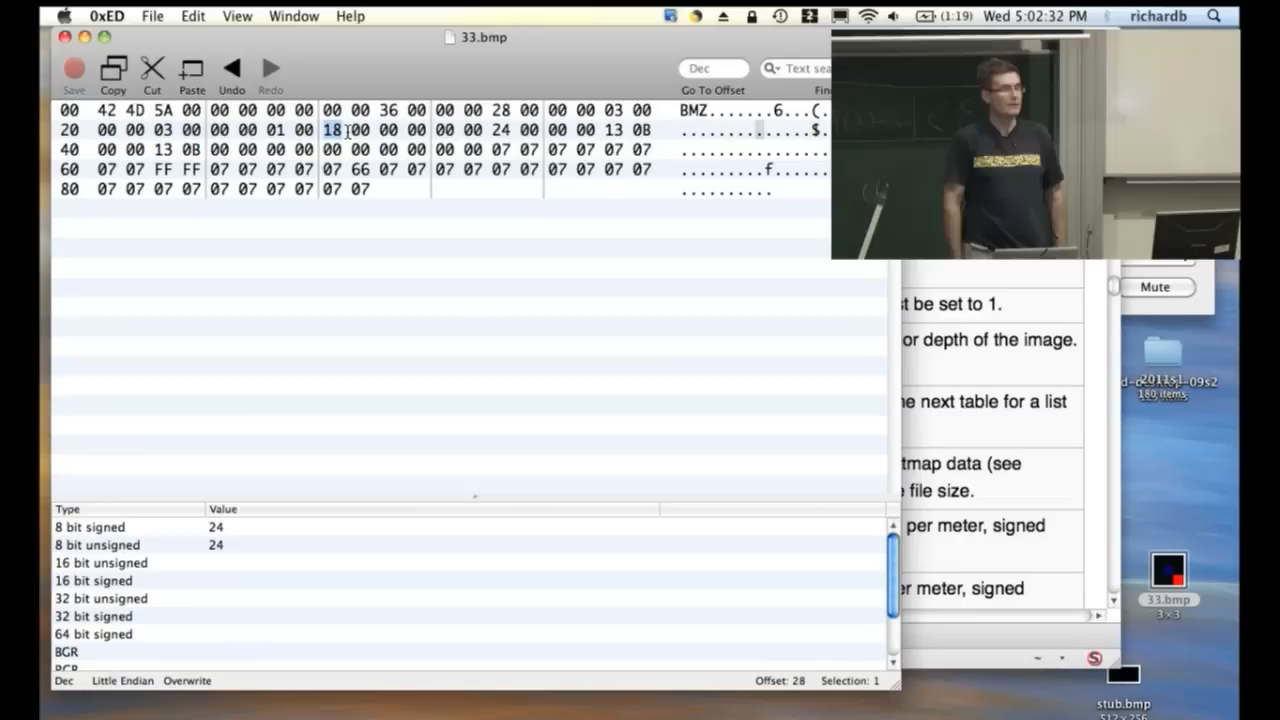 0xED File Edit View Window Help (1:19) Wed 5:02:32 PM richardb
33.bmp
Save Copy Cut Paste Undo Redo Dec Go To Offset Text sea Fin
00 42 4D 5A 00 00 00 00 00 00 00 36 00 00 00 28 00 00 00 03 00 BMZ.......6...(.
20 00 00 03 00 00 00 01 00 18 00 00 00 00 00 24 00 00 00 13 0B ..............$.
40 00 00 13 0B 00 00 00 00 00 00 00 00 00 00 07 07 07 07 07 07
60 07 07 FF FF 07 07 07 07 07 66 07 07 07 07 07 07 07 07 07 07 .........f......
80 07 07 07 07 07 07 07 07 07 07 ..........
Mute
t be set to 1.
or depth of the image.
2011s1
d-desktop-09s2
180 items
ne next table for a list
tmap data (see
file size.
per meter, signed
er meter, signed
33.bmp
3 x 3
Type Value
8 bit signed 24
8 bit unsigned 24
16 bit unsigned
16 bit signed
32 bit unsigned
32 bit signed
64 bit signed
BGR
Dec Little Endian Overwrite Offset: 28 Selection: 1
stub.bmp
512 x 256